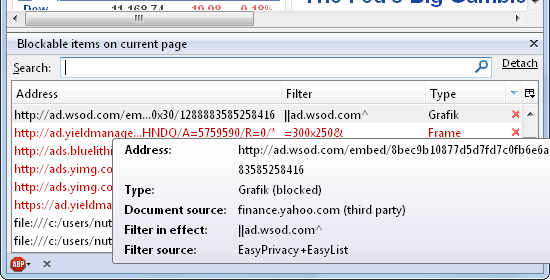 11,168.74 19.98 0.18%
The Fed's Big Gamble
Blockable items on current page
Search: Detach
Address Filter Type
http://ad.wsod.com/em...0x30/1288883585258416 ||ad.wsod.com^ Grafik
http://ad.yieldmanage...HNDQ/A=5759590/R=0/* =300x250& Frame
http://ads.bluelithi
http://ads.yimg.co
http://ads.yimg.co
https://ad.yieldma
file:///c:/users/nut
file:///c:/users/nut
Address: http://ad.wsod.com/embed/8bec9b10877d5d7fd7c0fb6e6a
83585258416
Type: Grafik (blocked)
Document source: finance.yahoo.com (third party)
Filter in effect: ||ad.wsod.com^
Filter source: EasyPrivacy+EasyList
ABP